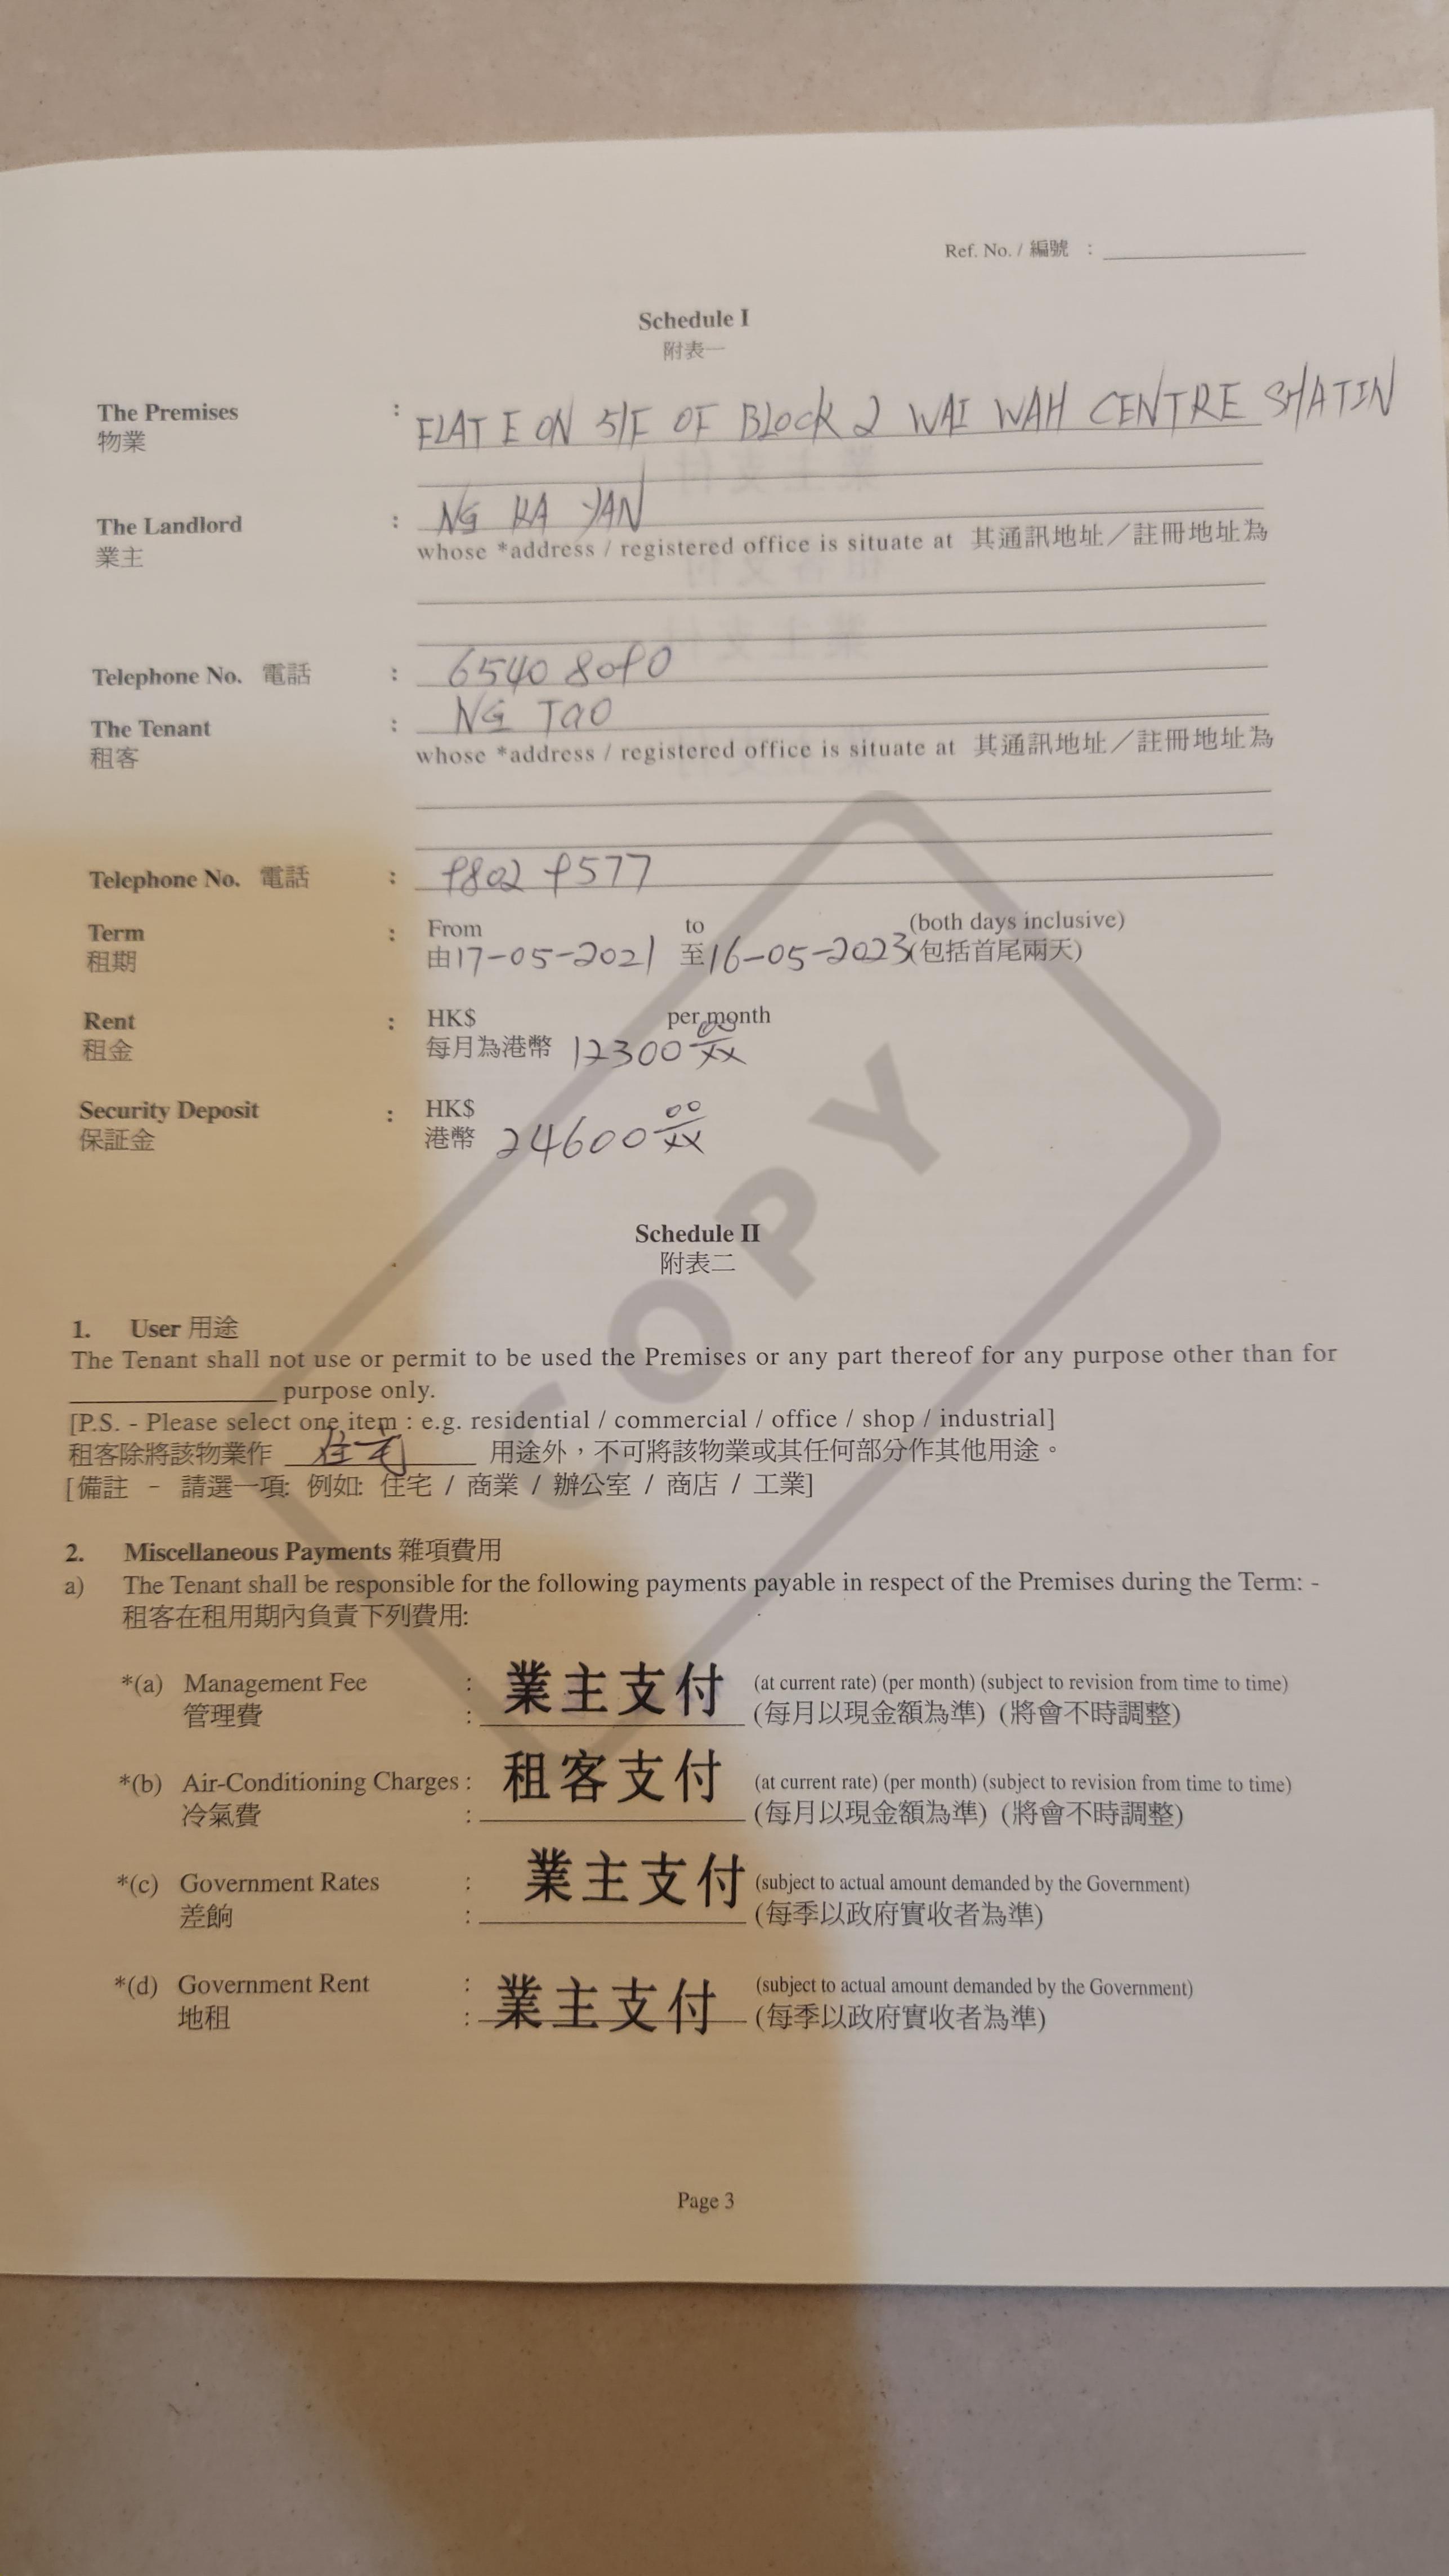 Ref. No. / 編號 :
Schedule I
附表一
The Premises : FLAT E ON 5/F OF BLOCK 2 WAI WAH CENTRE SHATIN
物業
The Landlord : NG KA YAN
業主 whose *address / registered office is situate at 其通訊地址／註冊地址為
Telephone No. 電話 : 6540 8090
The Tenant : NG TAO
租客 whose *address / registered office is situate at 其通訊地址／註冊地址為
Telephone No. 電話 : 9802 9577
Term : From to (both days inclusive)
租期 由17-05-2021 至16-05-2023(包括首尾兩天)
Rent : HK$ per month
租金 每月為港幣 12300 00/xx
Security Deposit : HK$
保証金 港幣 24600 00/xx
COPY
Schedule II
附表二
1. User 用途
The Tenant shall not use or permit to be used the Premises or any part thereof for any purpose other than for
purpose only.
[P.S. - Please select one item : e.g. residential / commercial / office / shop / industrial]
租客除將該物業作 住宅 用途外，不可將該物業或其任何部分作其他用途。
[備註 - 請選一項: 例如: 住宅 / 商業 / 辦公室 / 商店 / 工業]
2. Miscellaneous Payments 雜項費用
a) The Tenant shall be responsible for the following payments payable in respect of the Premises during the Term: -
租客在租用期內負責下列費用:
*(a) Management Fee : 業主支付 (at current rate) (per month) (subject to revision from time to time)
管理費 : (每月以現金額為準) (將會不時調整)
*(b) Air-Conditioning Charges : 租客支付 (at current rate) (per month) (subject to revision from time to time)
冷氣費 : (每月以現金額為準) (將會不時調整)
*(c) Government Rates : 業主支付 (subject to actual amount demanded by the Government)
差餉 : (每季以政府實收者為準)
*(d) Government Rent : 業主支付 (subject to actual amount demanded by the Government)
地租 : (每季以政府實收者為準)
Page 3